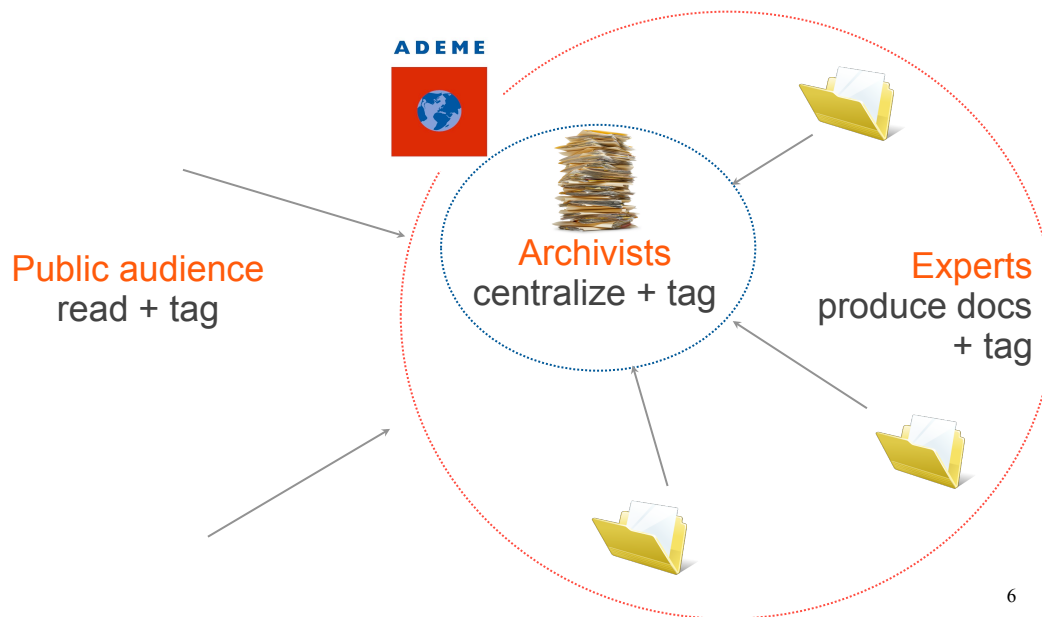 ADEME
Public audience
read + tag
Archivists
centralize + tag
Experts
produce docs
+ tag
6